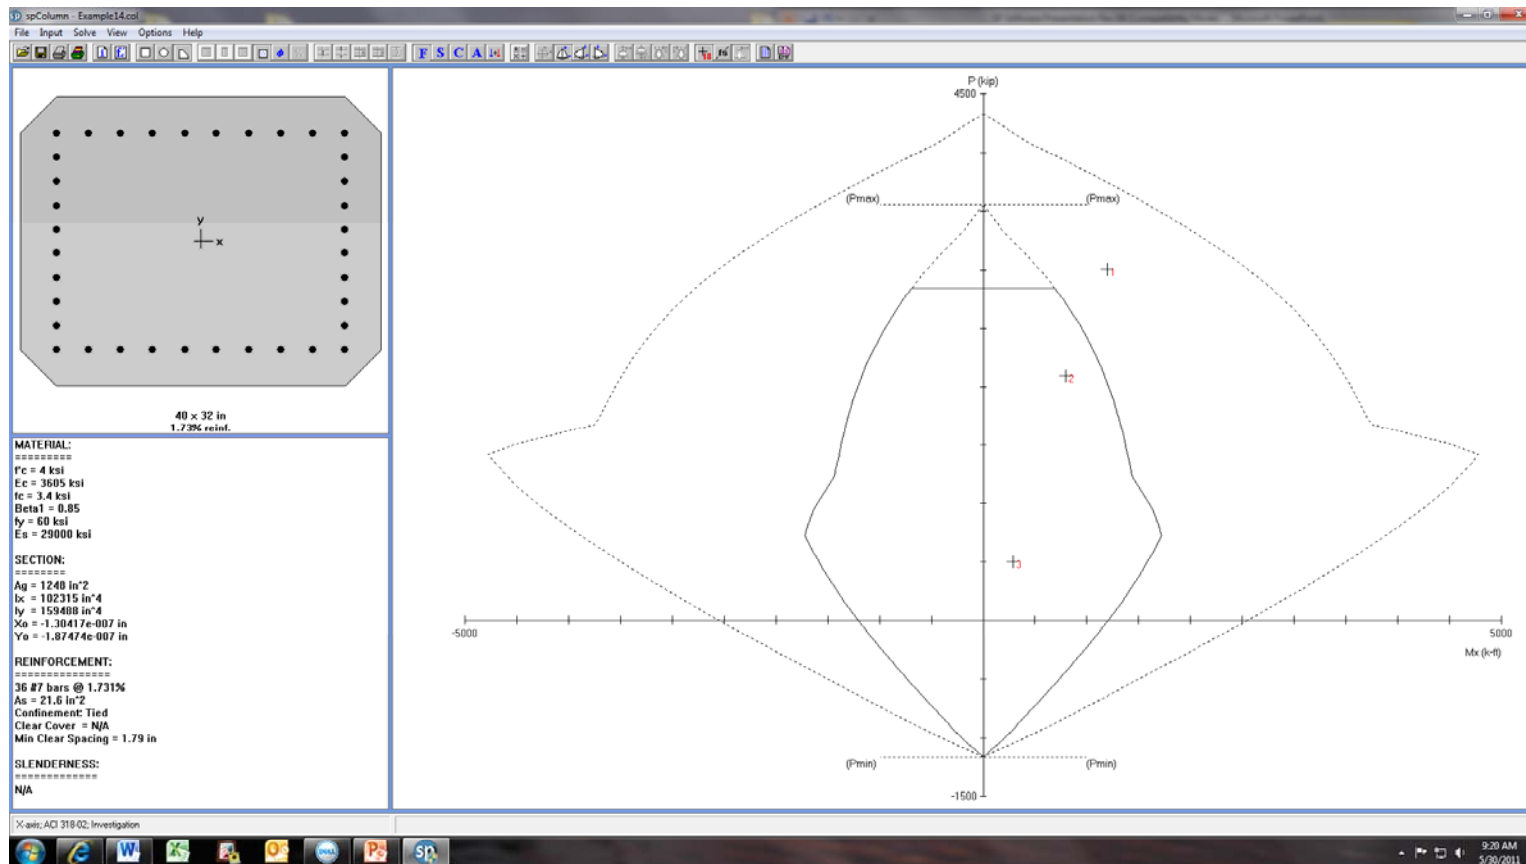 spColumn - Example14.col
File Input Solve View Options Help
F S C A
P (kip)
4500
(Pmax) (Pmax)
1
2
3
-5000 5000
Mx (k-ft)
(Pmin) (Pmin)
-1500
y
x
40 x 32 in
1.73% reinf.
MATERIAL:
=========
f'c = 4 ksi
Ec = 3605 ksi
fc = 3.4 ksi
Beta1 = 0.85
fy = 60 ksi
Es = 29000 ksi
SECTION:
========
Ag = 1248 in^2
Ix = 102315 in^4
Iy = 159488 in^4
Xo = -1.30417e-007 in
Yo = -1.87474e-007 in
REINFORCEMENT:
===============
36 #7 bars @ 1.731%
As = 21.6 in^2
Confinement: Tied
Clear Cover = N/A
Min Clear Spacing = 1.79 in
SLENDERNESS:
=============
N/A
X-axis; ACI 318-02; Investigation
9:20 AM
5/30/2011